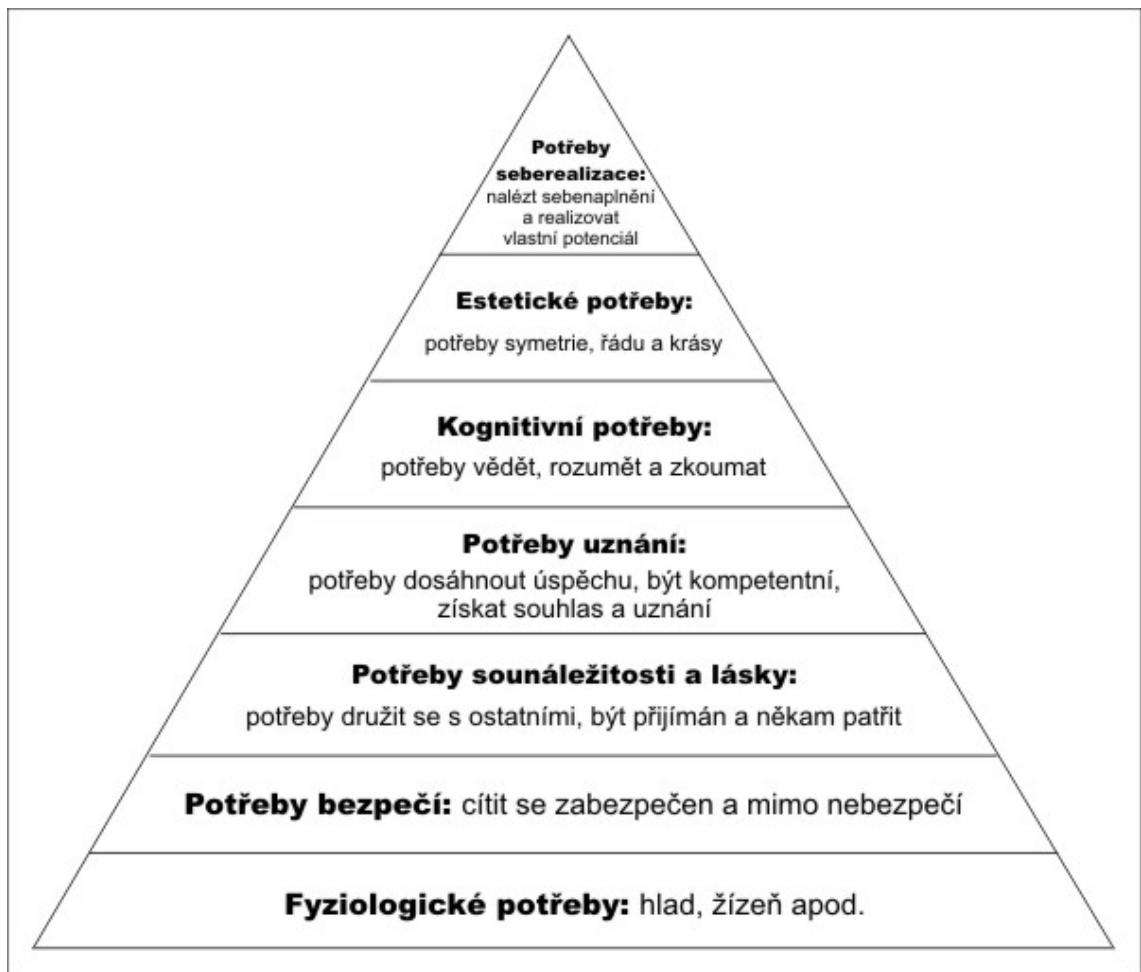 Potřeby
seberealizace:
nalézt sebenaplnění
a realizovat
vlastní potenciál
Estetické potřeby:
potřeby symetrie, řádu a krásy
Kognitivní potřeby:
potřeby vědět, rozumět a zkoumat
Potřeby uznání:
potřeby dosáhnout úspěchu, být kompetentní,
získat souhlas a uznání
Potřeby sounáležitosti a lásky:
potřeby družit se s ostatními, být přijímán a někam patřit
Potřeby bezpečí: cítit se zabezpečen a mimo nebezpečí
Fyziologické potřeby: hlad, žízeň apod.